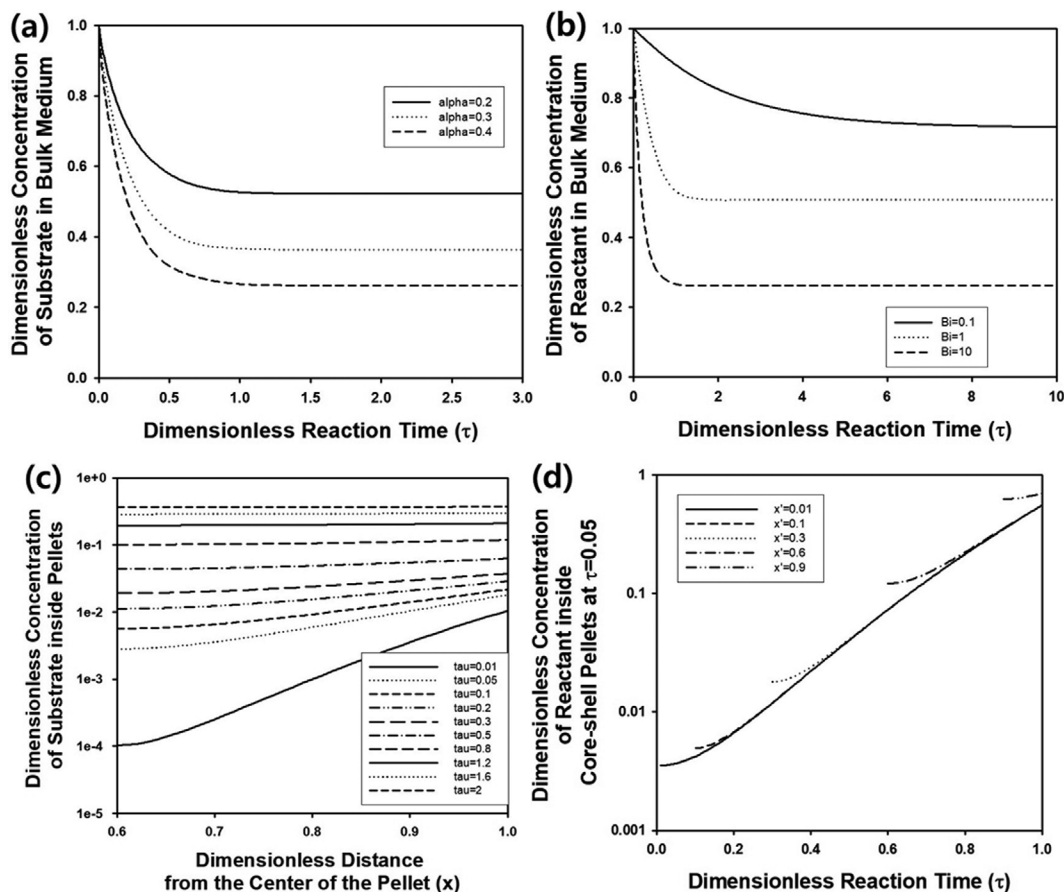 (a)
Dimensionless Concentration
of Substrate in Bulk Medium
1.0
0.8
0.6
0.4
0.2
0.0
alpha=0.2
alpha=0.3
alpha=0.4
0.0 0.5 1.0 1.5 2.0 2.5 3.0
Dimensionless Reaction Time (τ)
(b)
Dimensionless Concentration
of Reactant in Bulk Medium
1.0
0.8
0.6
0.4
0.2
0.0
Bi=0.1
Bi=1
Bi=10
0 2 4 6 8 10
Dimensionless Reaction Time (τ)
(c)
Dimensionless Concentration
of Substrate inside Pellets
1e+0
1e-1
1e-2
1e-3
1e-4
1e-5
tau=0.01
tau=0.05
tau=0.1
tau=0.2
tau=0.3
tau=0.5
tau=0.8
tau=1.2
tau=1.6
tau=2
0.6 0.7 0.8 0.9 1.0
Dimensionless Distance
from the Center of the Pellet (x)
(d)
Dimensionless Concentration
of Reactant inside
Core-shell Pellets at τ=0.05
1
0.1
0.01
0.001
x'=0.01
x'=0.1
x'=0.3
x'=0.6
x'=0.9
0.0 0.2 0.4 0.6 0.8 1.0
Dimensionless Reaction Time (τ)